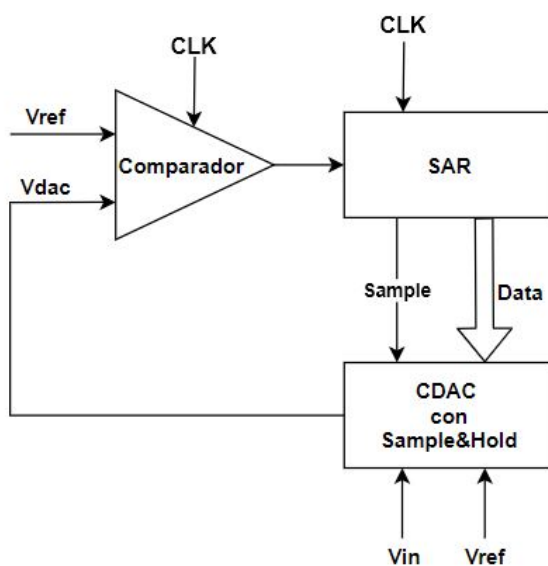 CLK
CLK
Vref
Comparador
SAR
Vdac
Sample
Data
CDAC
con
Sample&Hold
Vin
Vref